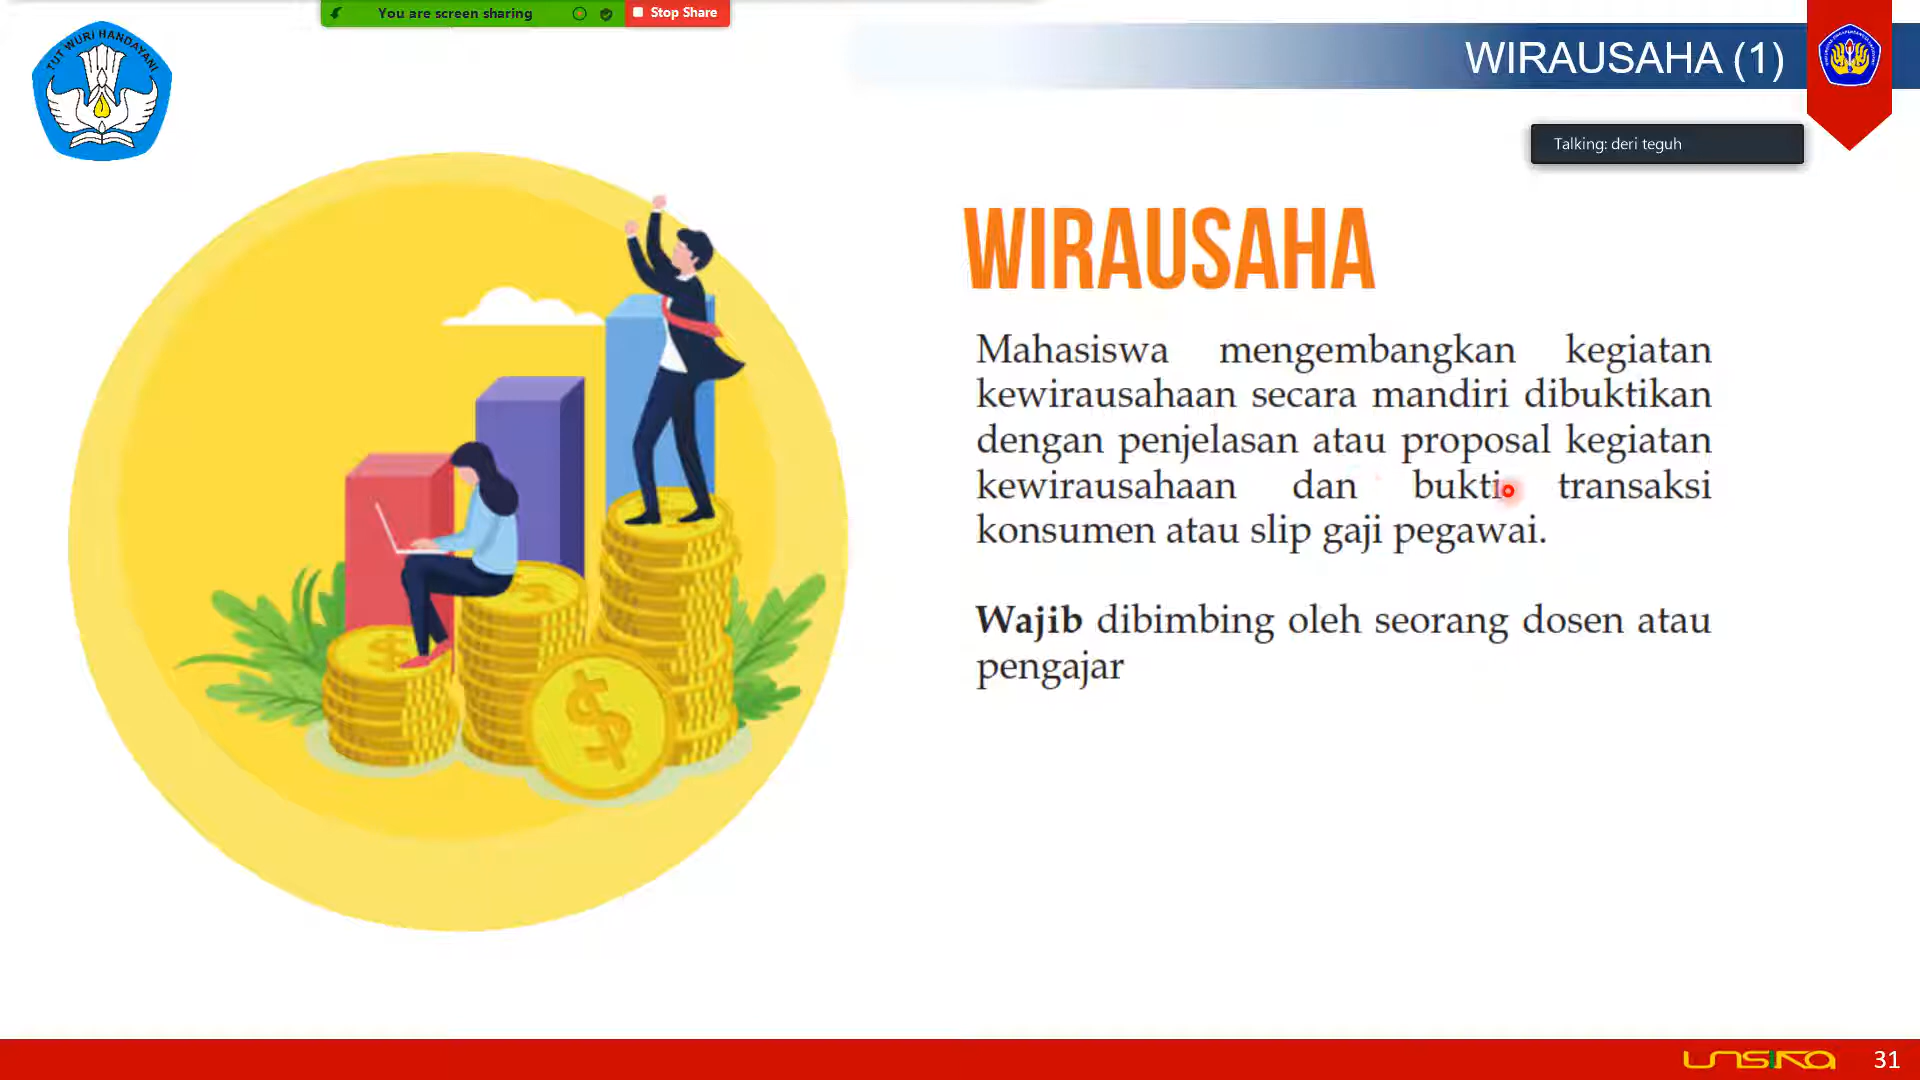 You are screen sharing
Stop Share
TUT WURI HANDAYANI
WIRAUSAHA (1)
Talking: deri teguh
WIRAUSAHA
Mahasiswa mengembangkan kegiatan
kewirausahaan secara mandiri dibuktikan
dengan penjelasan atau proposal kegiatan
kewirausahaan dan bukti transaksi
konsumen atau slip gaji pegawai.
Wajib dibimbing oleh seorang dosen atau
pengajar
$
$
unsika
31